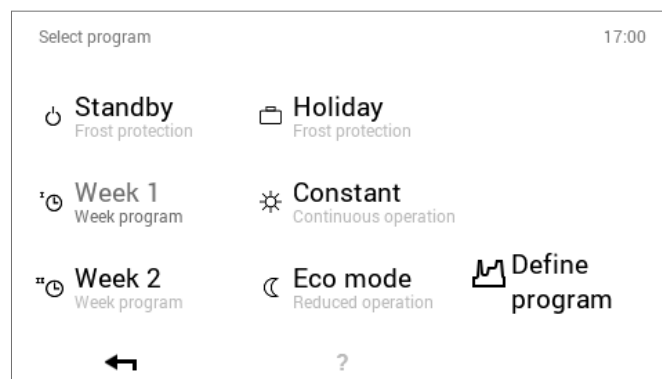 Select program 17:00
Standby
Frost protection
Holiday
Frost protection
I Week 1
Week program
Constant
Continuous operation
II Week 2
Week program
Eco mode
Reduced operation
Define
program
?